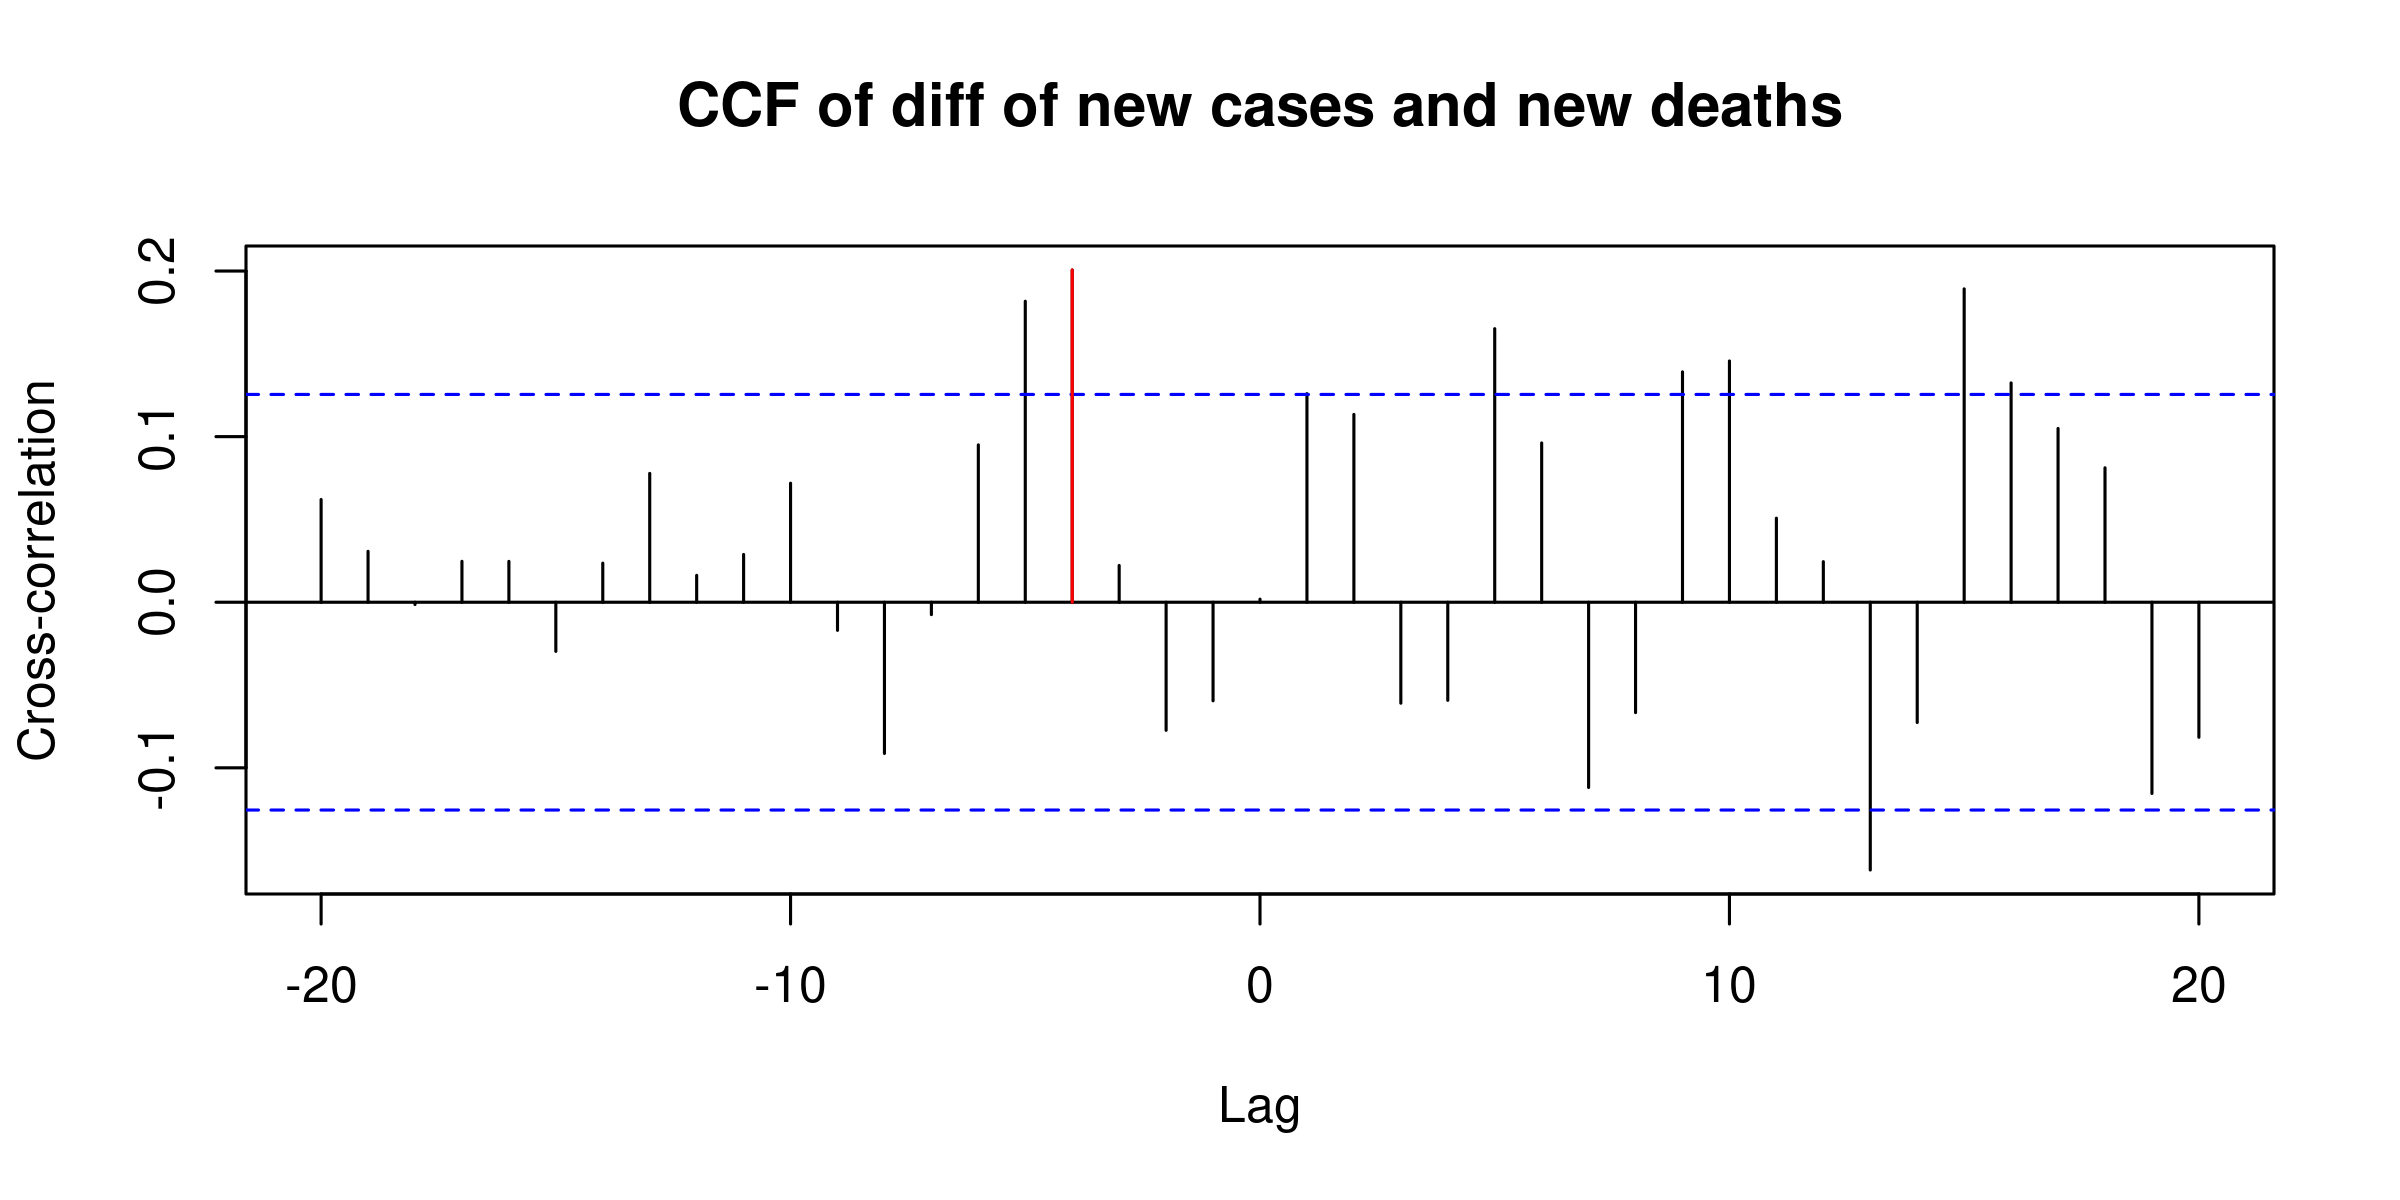 CCF of diff of new cases and new deaths
Cross-correlation
0.2
0.1
0.0
-0.1
-20 -10 0 10 20
Lag